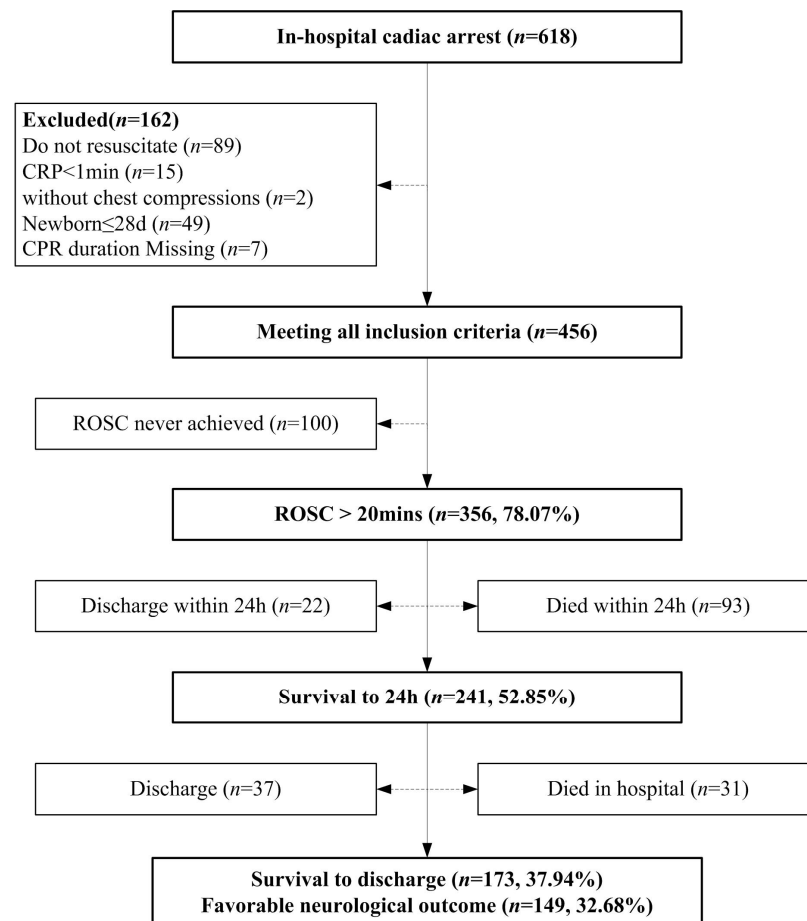 In-hospital cadiac arrest (n=618)
Excluded(n=162)
Do not resuscitate (n=89)
CRP<1min (n=15)
without chest compressions (n=2)
Newborn≤28d (n=49)
CPR duration Missing (n=7)
Meeting all inclusion criteria (n=456)
ROSC never achieved (n=100)
ROSC > 20mins (n=356, 78.07%)
Discharge within 24h (n=22)
Died within 24h (n=93)
Survival to 24h (n=241, 52.85%)
Discharge (n=37)
Died in hospital (n=31)
Survival to discharge (n=173, 37.94%)
Favorable neurological outcome (n=149, 32.68%)